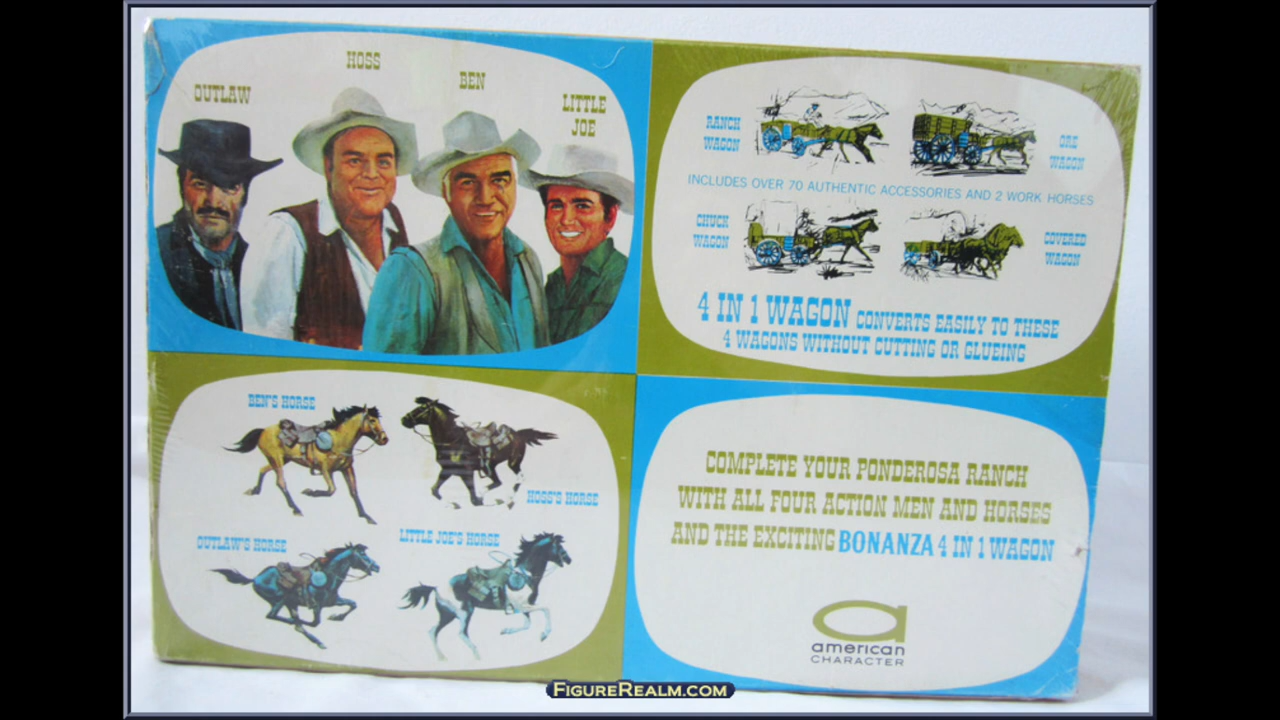 OUTLAW
HOSS
BEN
LITTLE
JOE
RANCH
WAGON
ORE
WAGON
INCLUDES OVER 70 AUTHENTIC ACCESSORIES AND 2 WORK HORSES
CHUCK
WAGON
COVERED
WAGON
4 IN 1 WAGON CONVERTS EASILY TO THESE
4 WAGONS WITHOUT CUTTING OR GLUEING
BEN'S HORSE
HOSS'S HORSE
OUTLAW'S HORSE
LITTLE JOE'S HORSE
COMPLETE YOUR PONDEROSA RANCH
WITH ALL FOUR ACTION MEN AND HORSES
AND THE EXCITING BONANZA 4 IN 1 WAGON
american
CHARACTER
FIGUREREALM.COM